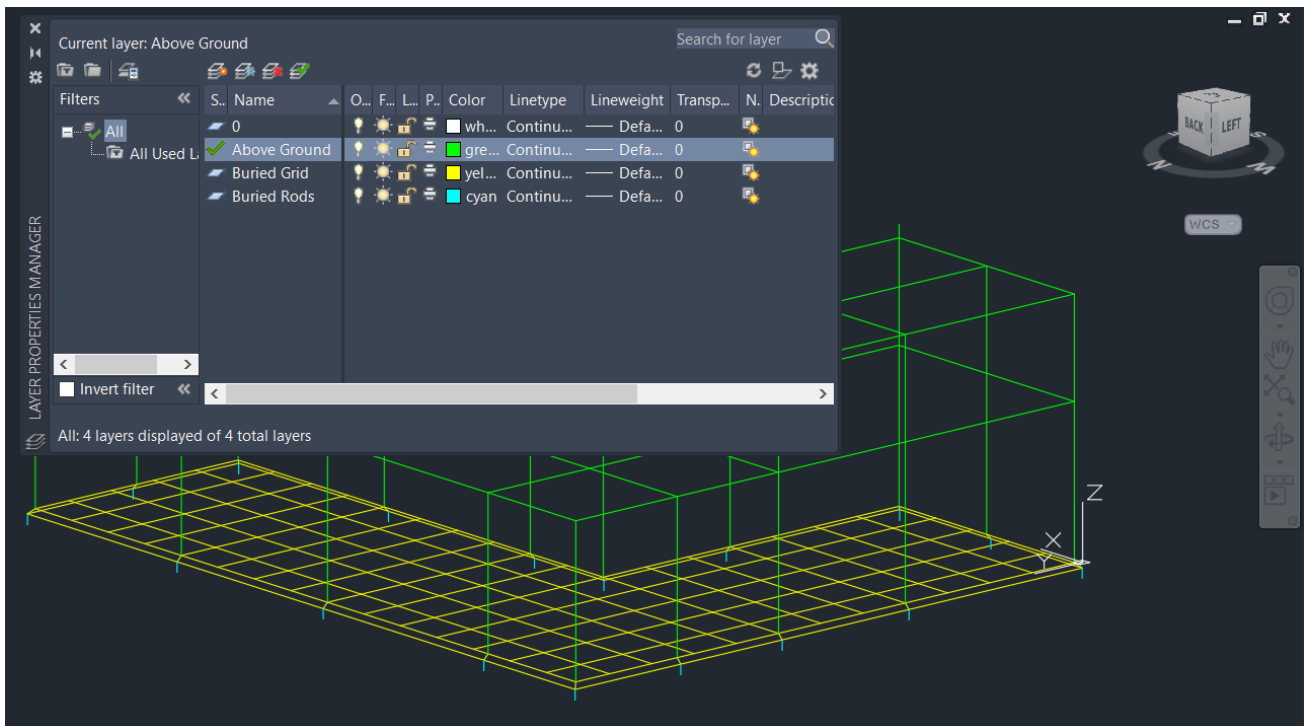 Current layer: Above Ground
Search for layer
Filters
S.. Name O... F... L... P.. Color Linetype Lineweight Transp... N. Descriptic
All
All Used L
0 wh... Continu... Defa... 0
Above Ground gre... Continu... Defa... 0
Buried Grid yel... Continu... Defa... 0
Buried Rods cyan Continu... Defa... 0
Invert filter
All: 4 layers displayed of 4 total layers
LAYER PROPERTIES MANAGER
BACK
LEFT
N
WCS
Z
X
Y